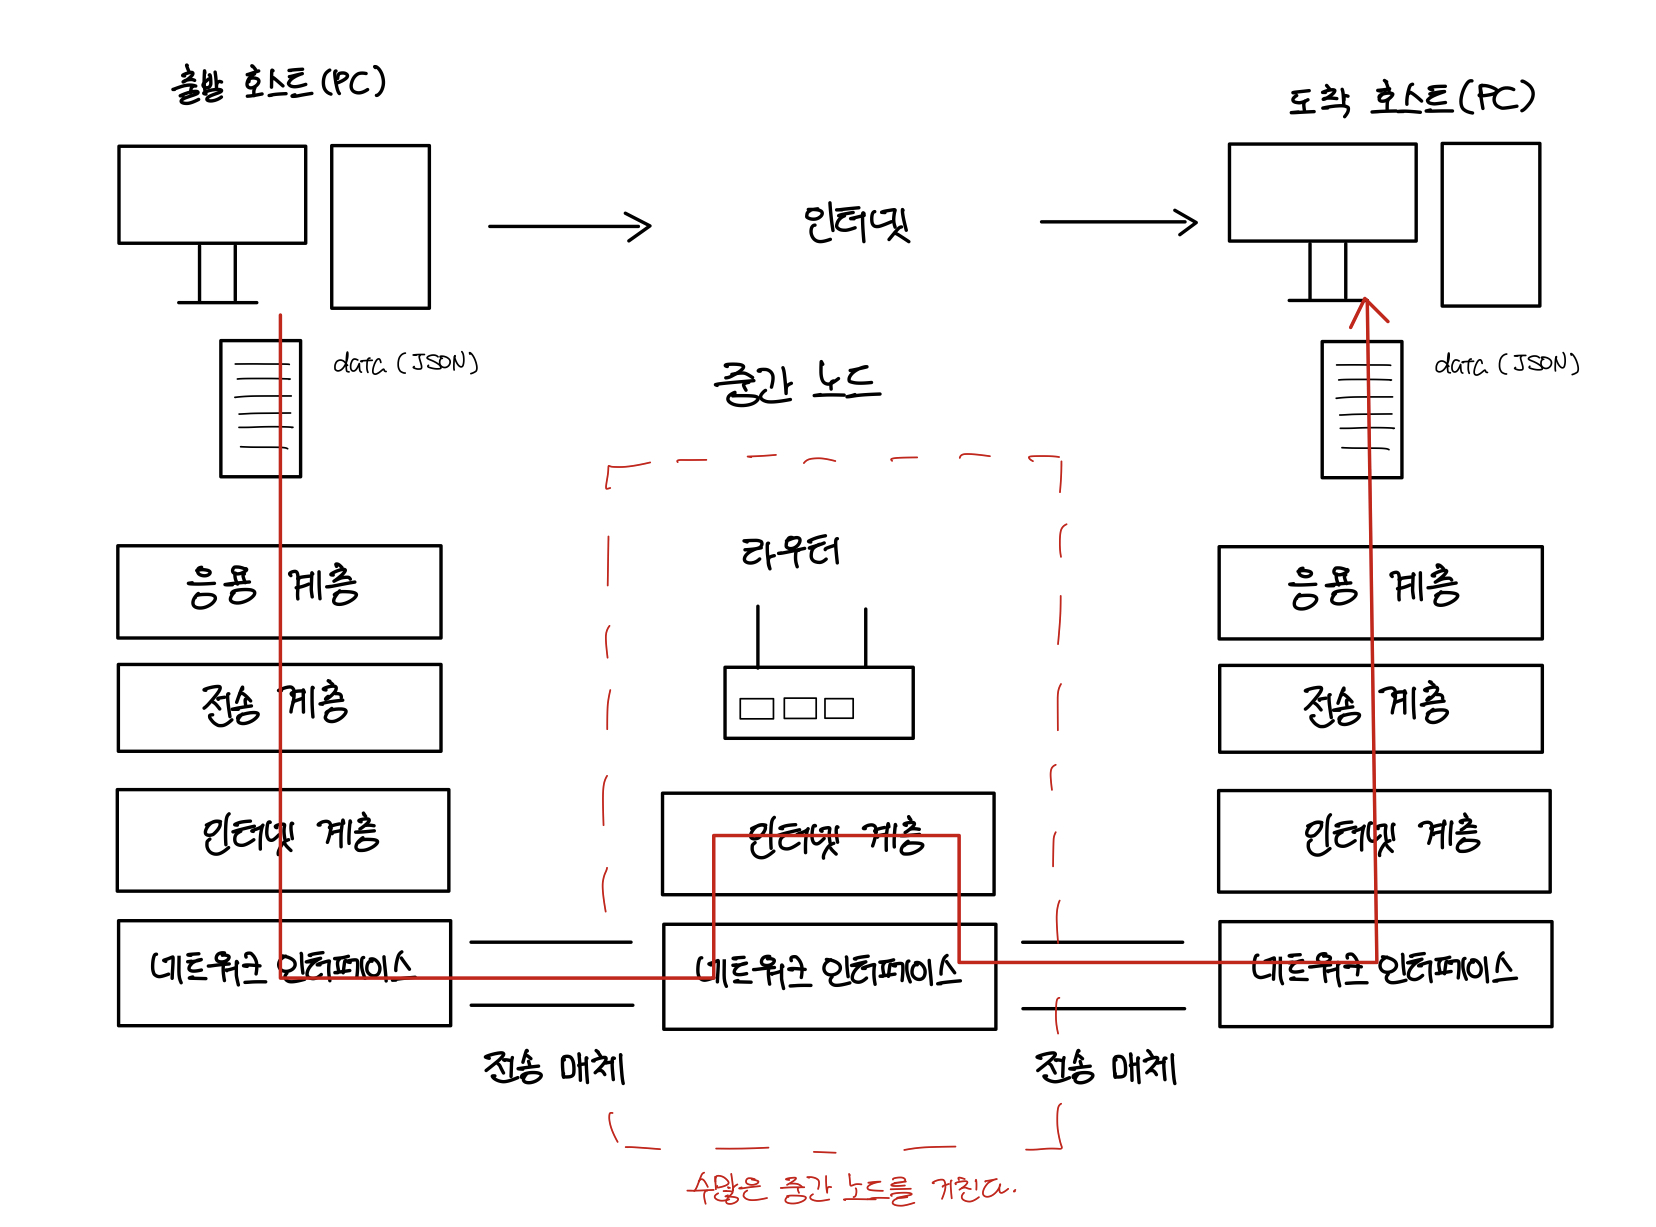 출발 호스트(PC)
도착 호스트(PC)
인터넷
data (JSON)
중간 노드
data (JSON)
라우터
응용 계층
응용 계층
전송 계층
전송 계층
인터넷 계층
인터넷 계층
인터넷 계층
네트워크 인터페이스
네트워크 인터페이스
네트워크 인터페이스
전송 매체
전송 매체
수많은 중간 노드를 거친다.